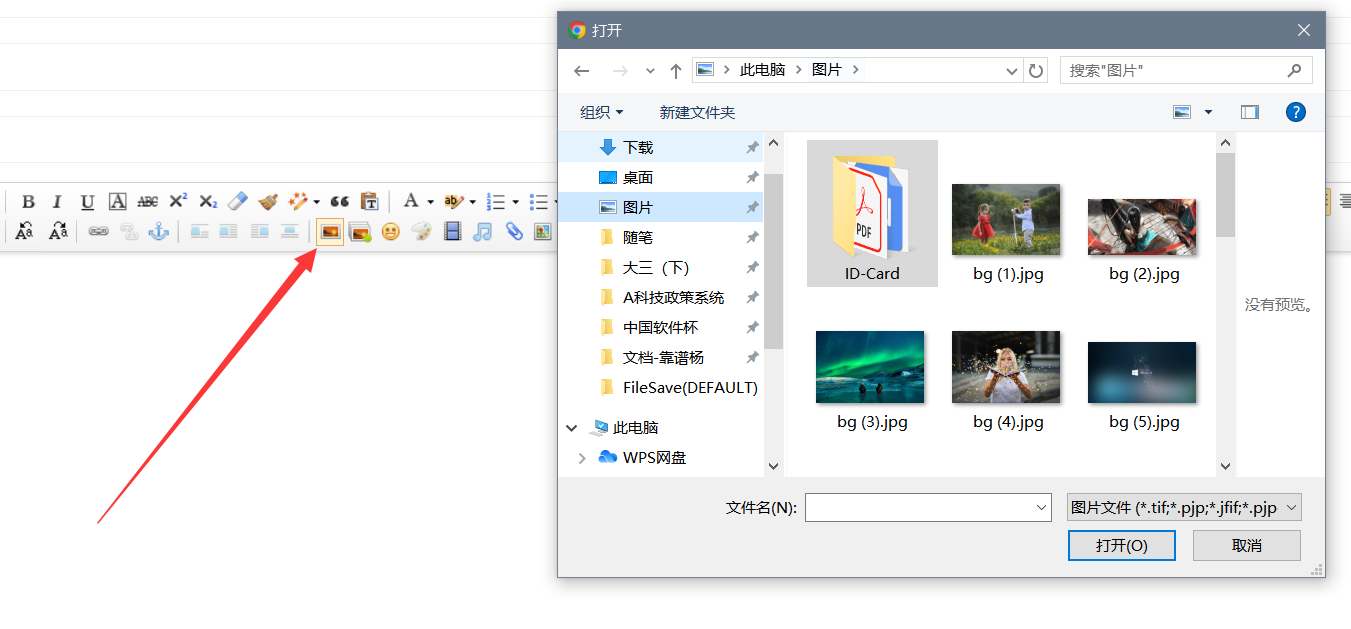 打开
此电脑
图片
搜索"图片"
组织
新建文件夹
?
B I U A ABC X² X₂ A ab
下载
桌面
图片
随笔
大三（下）
A科技政策系统
中国软件杯
文档-靠谱杨
FileSave(DEFAULT)
此电脑
WPS网盘
PDF
ID-Card
bg (1).jpg
bg (2).jpg
bg (3).jpg
bg (4).jpg
bg (5).jpg
没有预览。
文件名(N):
图片文件 (*.tif;*.pjp;*.jfif;*.pjp
打开(O)
取消